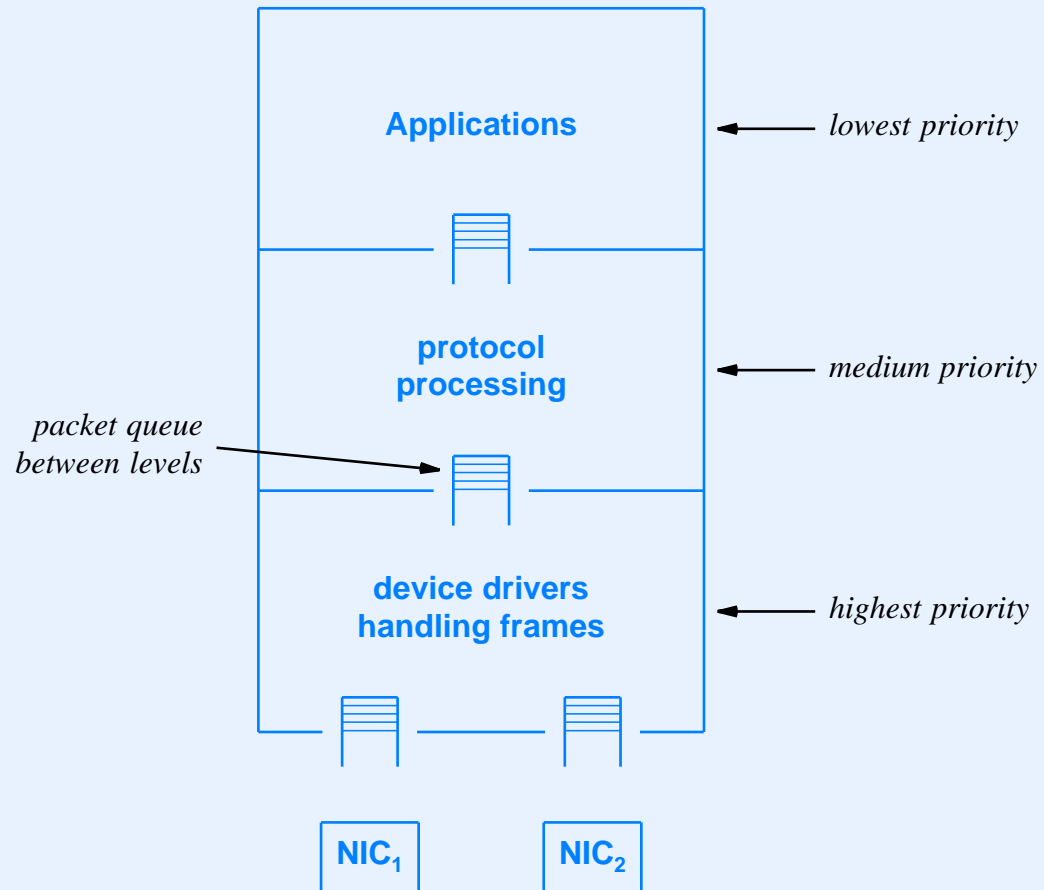 Applications
lowest priority
protocol
processing
medium priority
packet queue
between levels
device drivers
handling frames
highest priority
NIC₁
NIC₂